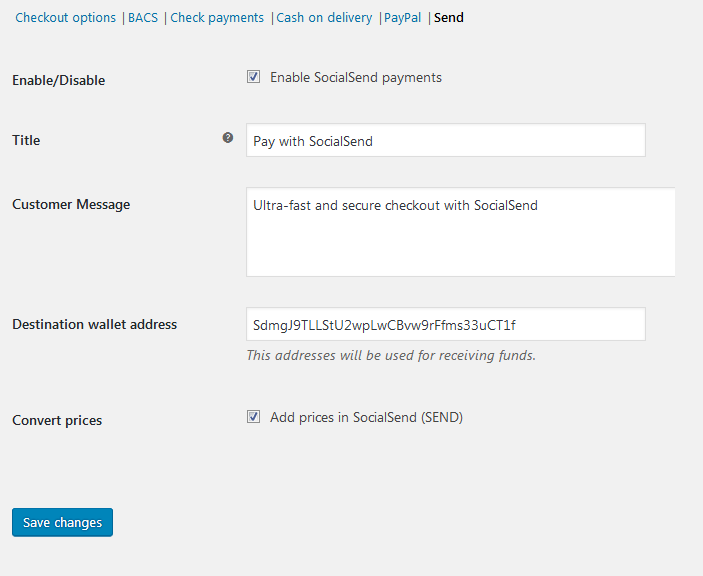 Checkout options | BACS | Check payments | Cash on delivery | PayPal | Send
Enable/Disable Enable SocialSend payments
Title ? Pay with SocialSend
Customer Message Ultra-fast and secure checkout with SocialSend
Destination wallet address SdmgJ9TLLStU2wpLwCBvw9rFfms33uCT1f
This addresses will be used for receiving funds.
Convert prices Add prices in SocialSend (SEND)
Save changes